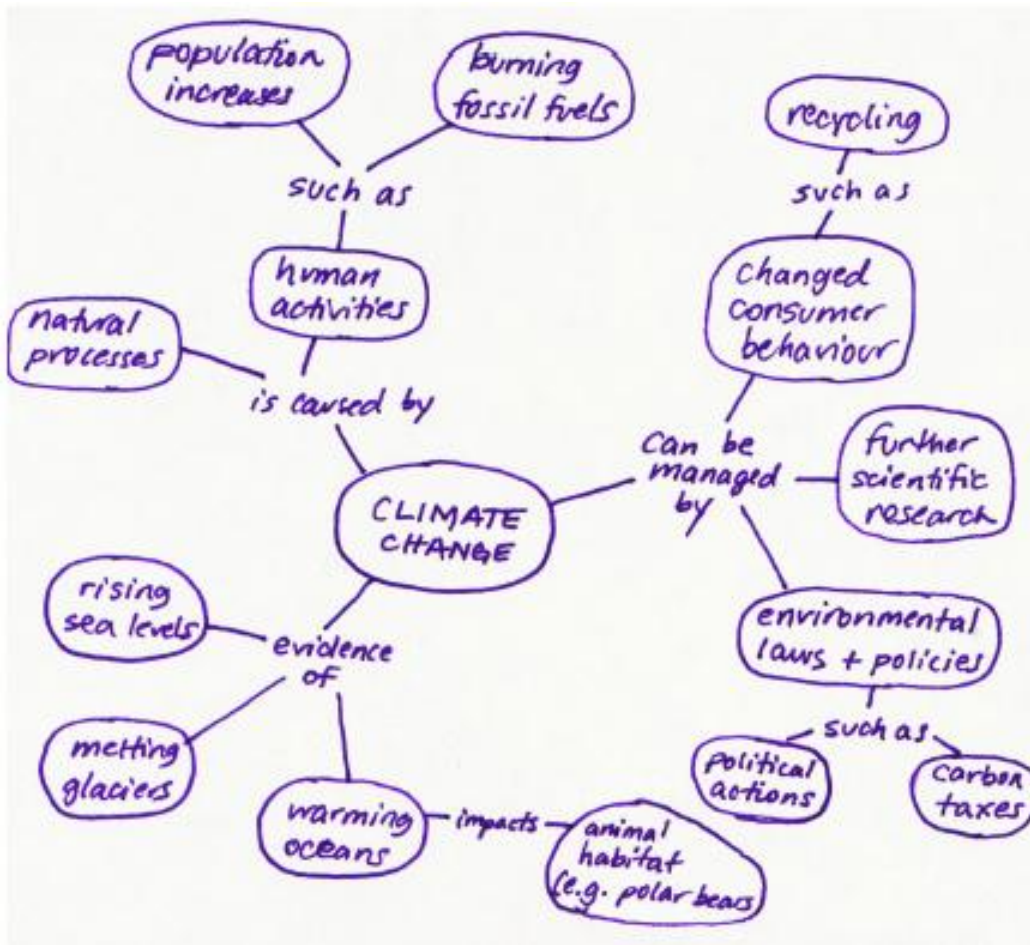 population
increases
burning
fossil fuels
recycling
such as
such as
human
activities
changed
consumer
behaviour
natural
processes
is caused by
can be
managed
by
further
scientific
research
CLIMATE
CHANGE
rising
sea levels
evidence
of
environmental
laws + policies
such as
melting
glaciers
political
actions
carbon
taxes
warming
oceans
impacts
animal
habitat
(e.g. polar bears